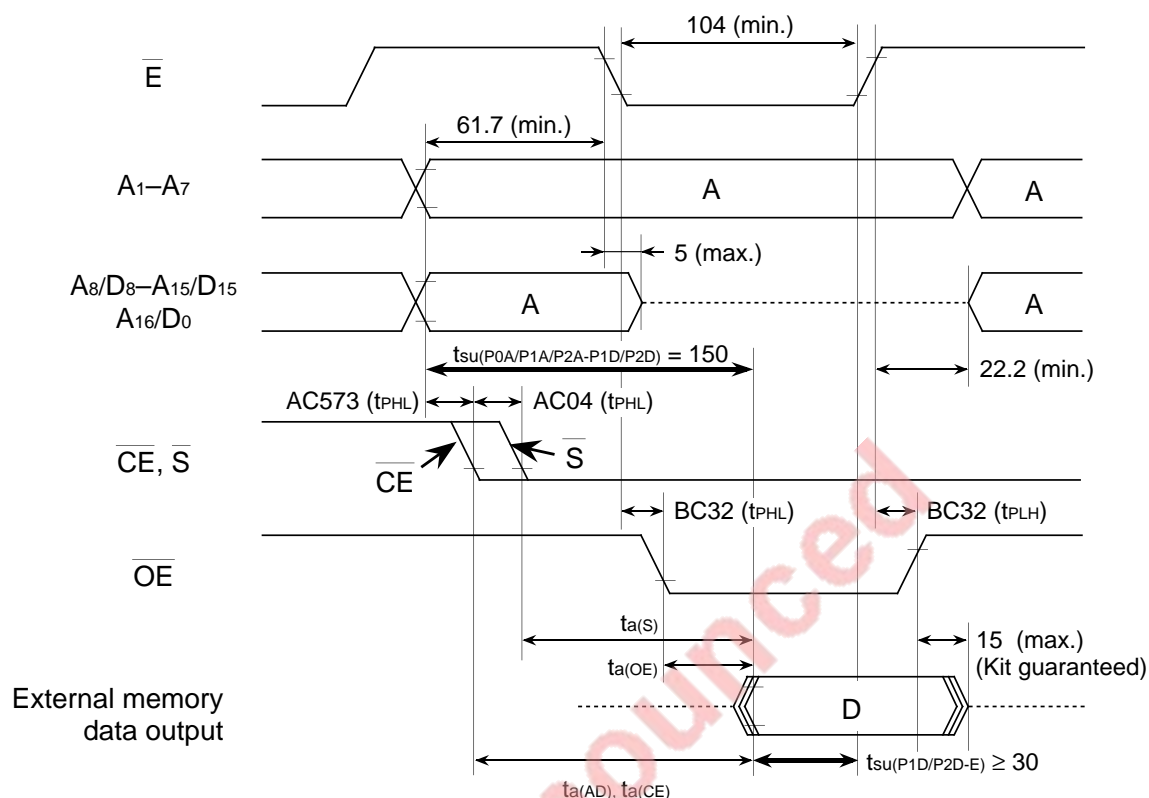 104 (min.)
E
61.7 (min.)
A1–A7
A
A
5 (max.)
A8/D8–A15/D15
A16/D0
A
A
tsu(P0A/P1A/P2A-P1D/P2D) = 150
22.2 (min.)
AC573 (tPHL)
AC04 (tPHL)
CE, S
CE
S
BC32 (tPHL)
BC32 (tPLH)
OE
ta(S)
15 (max.)
(Kit guaranteed)
ta(OE)
External memory
data output
D
tsu(P1D/P2D-E) ≥ 30
ta(AD), ta(CE)
ounced